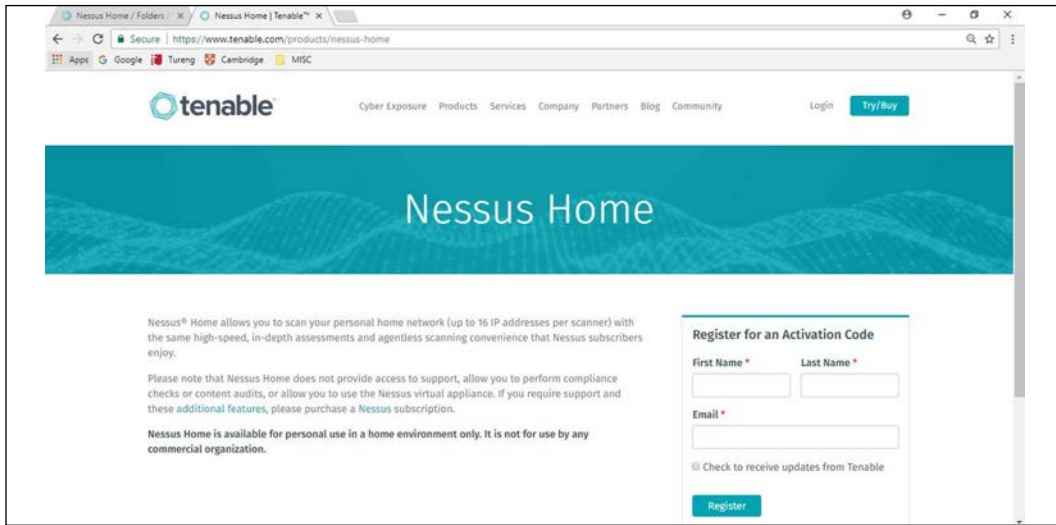 Nessus Home / Folders /
Nessus Home | Tenable™
Secure | https://www.tenable.com/products/nessus-home
Apps Google Tureng Cambridge MISC
tenable
Cyber Exposure Products Services Company Partners Blog Community Login Try/Buy
Nessus Home
Nessus® Home allows you to scan your personal home network (up to 16 IP addresses per scanner) with
the same high-speed, in-depth assessments and agentless scanning convenience that Nessus subscribers
enjoy.
Please note that Nessus Home does not provide access to support, allow you to perform compliance
checks or content audits, or allow you to use the Nessus virtual appliance. If you require support and
these additional features, please purchase a Nessus subscription.
Nessus Home is available for personal use in a home environment only. It is not for use by any
commercial organization.
Register for an Activation Code
First Name * Last Name *
Email *
Check to receive updates from Tenable
Register